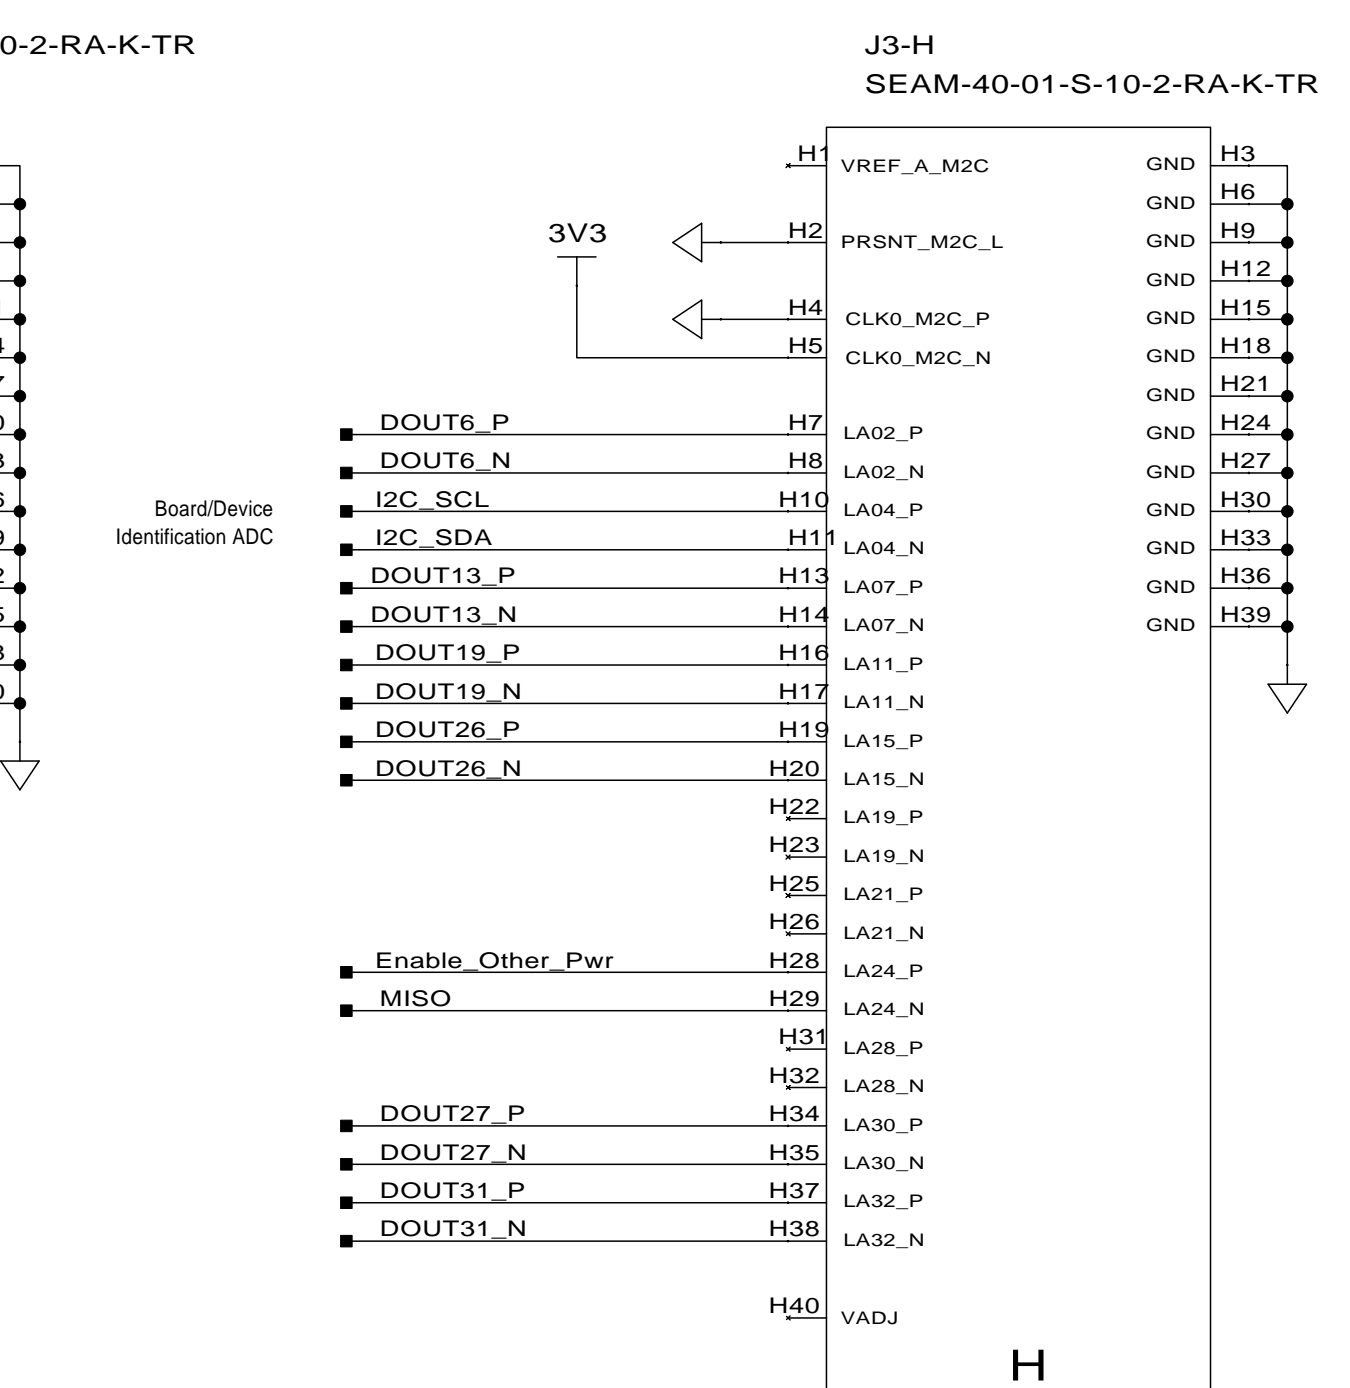 0-2-RA-K-TR
J3-H
SEAM-40-01-S-10-2-RA-K-TR
H1 VREF_A_M2C GND H3
GND H6
3V3 H2 PRSNT_M2C_L GND H9
GND H12
H4 CLK0_M2C_P GND H15
H5 CLK0_M2C_N GND H18
GND H21
DOUT6_P H7 LA02_P GND H24
DOUT6_N H8 LA02_N GND H27
I2C_SCL H10 LA04_P GND H30
Board/Device
Identification ADC
I2C_SDA H11 LA04_N GND H33
DOUT13_P H13 LA07_P GND H36
DOUT13_N H14 LA07_N GND H39
DOUT19_P H16 LA11_P
DOUT19_N H17 LA11_N
DOUT26_P H19 LA15_P
DOUT26_N H20 LA15_N
H22 LA19_P
H23 LA19_N
H25 LA21_P
H26 LA21_N
Enable_Other_Pwr H28 LA24_P
MISO H29 LA24_N
H31 LA28_P
H32 LA28_N
DOUT27_P H34 LA30_P
DOUT27_N H35 LA30_N
DOUT31_P H37 LA32_P
DOUT31_N H38 LA32_N
H40 VADJ
H